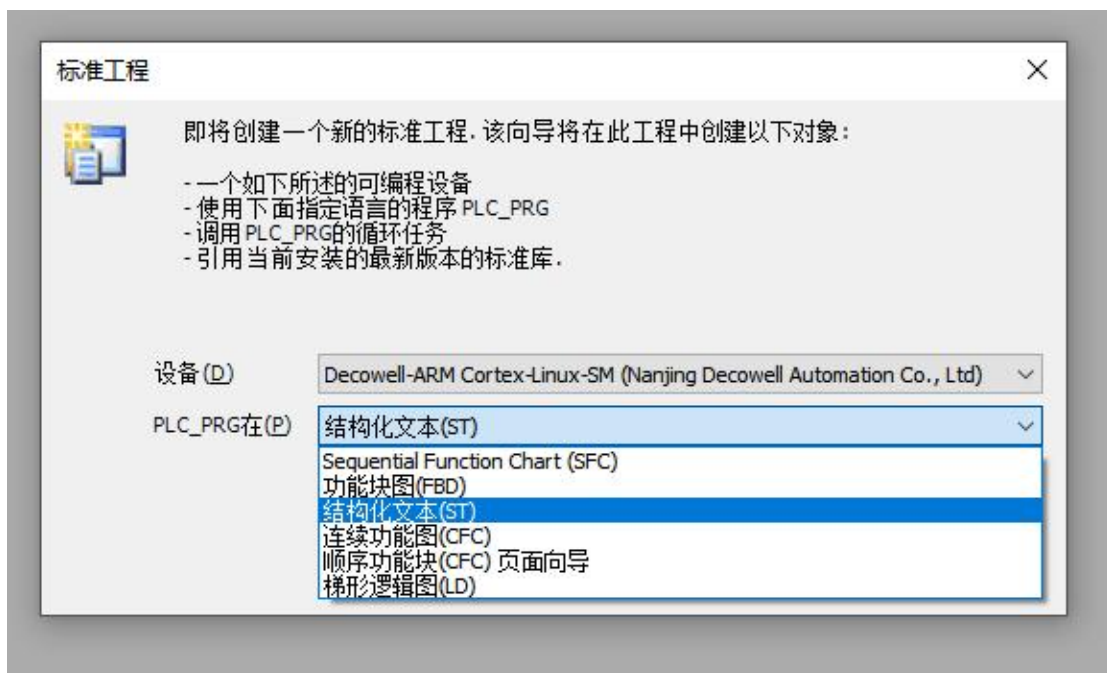 标准工程
即将创建一个新的标准工程. 该向导将在此工程中创建以下对象:
- 一个如下所述的可编程设备
- 使用下面指定语言的程序 PLC_PRG
- 调用 PLC_PRG的循环任务
- 引用当前安装的最新版本的标准库.
设备(D) Decowell-ARM Cortex-Linux-SM (Nanjing Decowell Automation Co., Ltd)
PLC_PRG在(P) 结构化文本(ST)
Sequential Function Chart (SFC)
功能块图(FBD)
结构化文本(ST)
连续功能图(CFC)
顺序功能块(CFC) 页面向导
梯形逻辑图(LD)